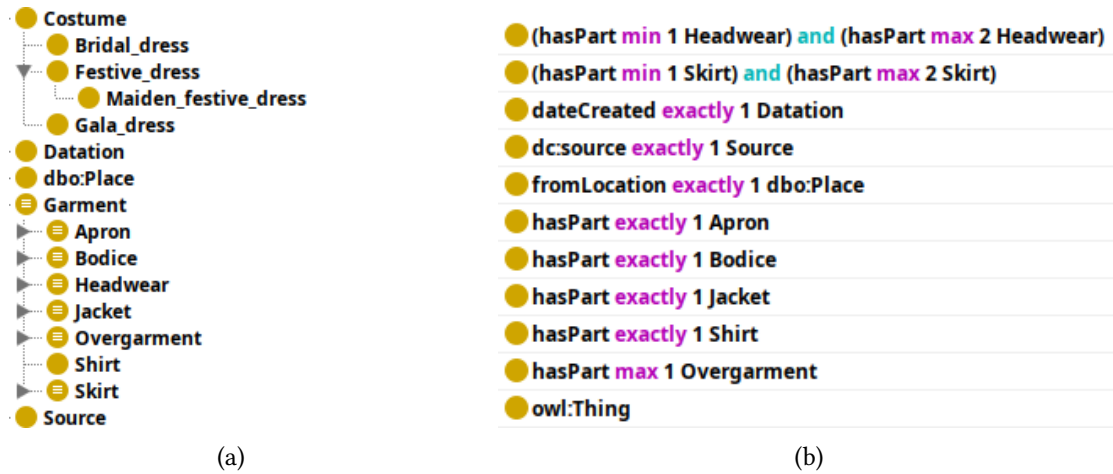 Costume
Bridal_dress
Festive_dress
Maiden_festive_dress
Gala_dress
Datation
dbo:Place
Garment
Apron
Bodice
Headwear
Jacket
Overgarment
Shirt
Skirt
Source
(a)
(hasPart min 1 Headwear) and (hasPart max 2 Headwear)
(hasPart min 1 Skirt) and (hasPart max 2 Skirt)
dateCreated exactly 1 Datation
dc:source exactly 1 Source
fromLocation exactly 1 dbo:Place
hasPart exactly 1 Apron
hasPart exactly 1 Bodice
hasPart exactly 1 Jacket
hasPart exactly 1 Shirt
hasPart max 1 Overgarment
owl:Thing
(b)